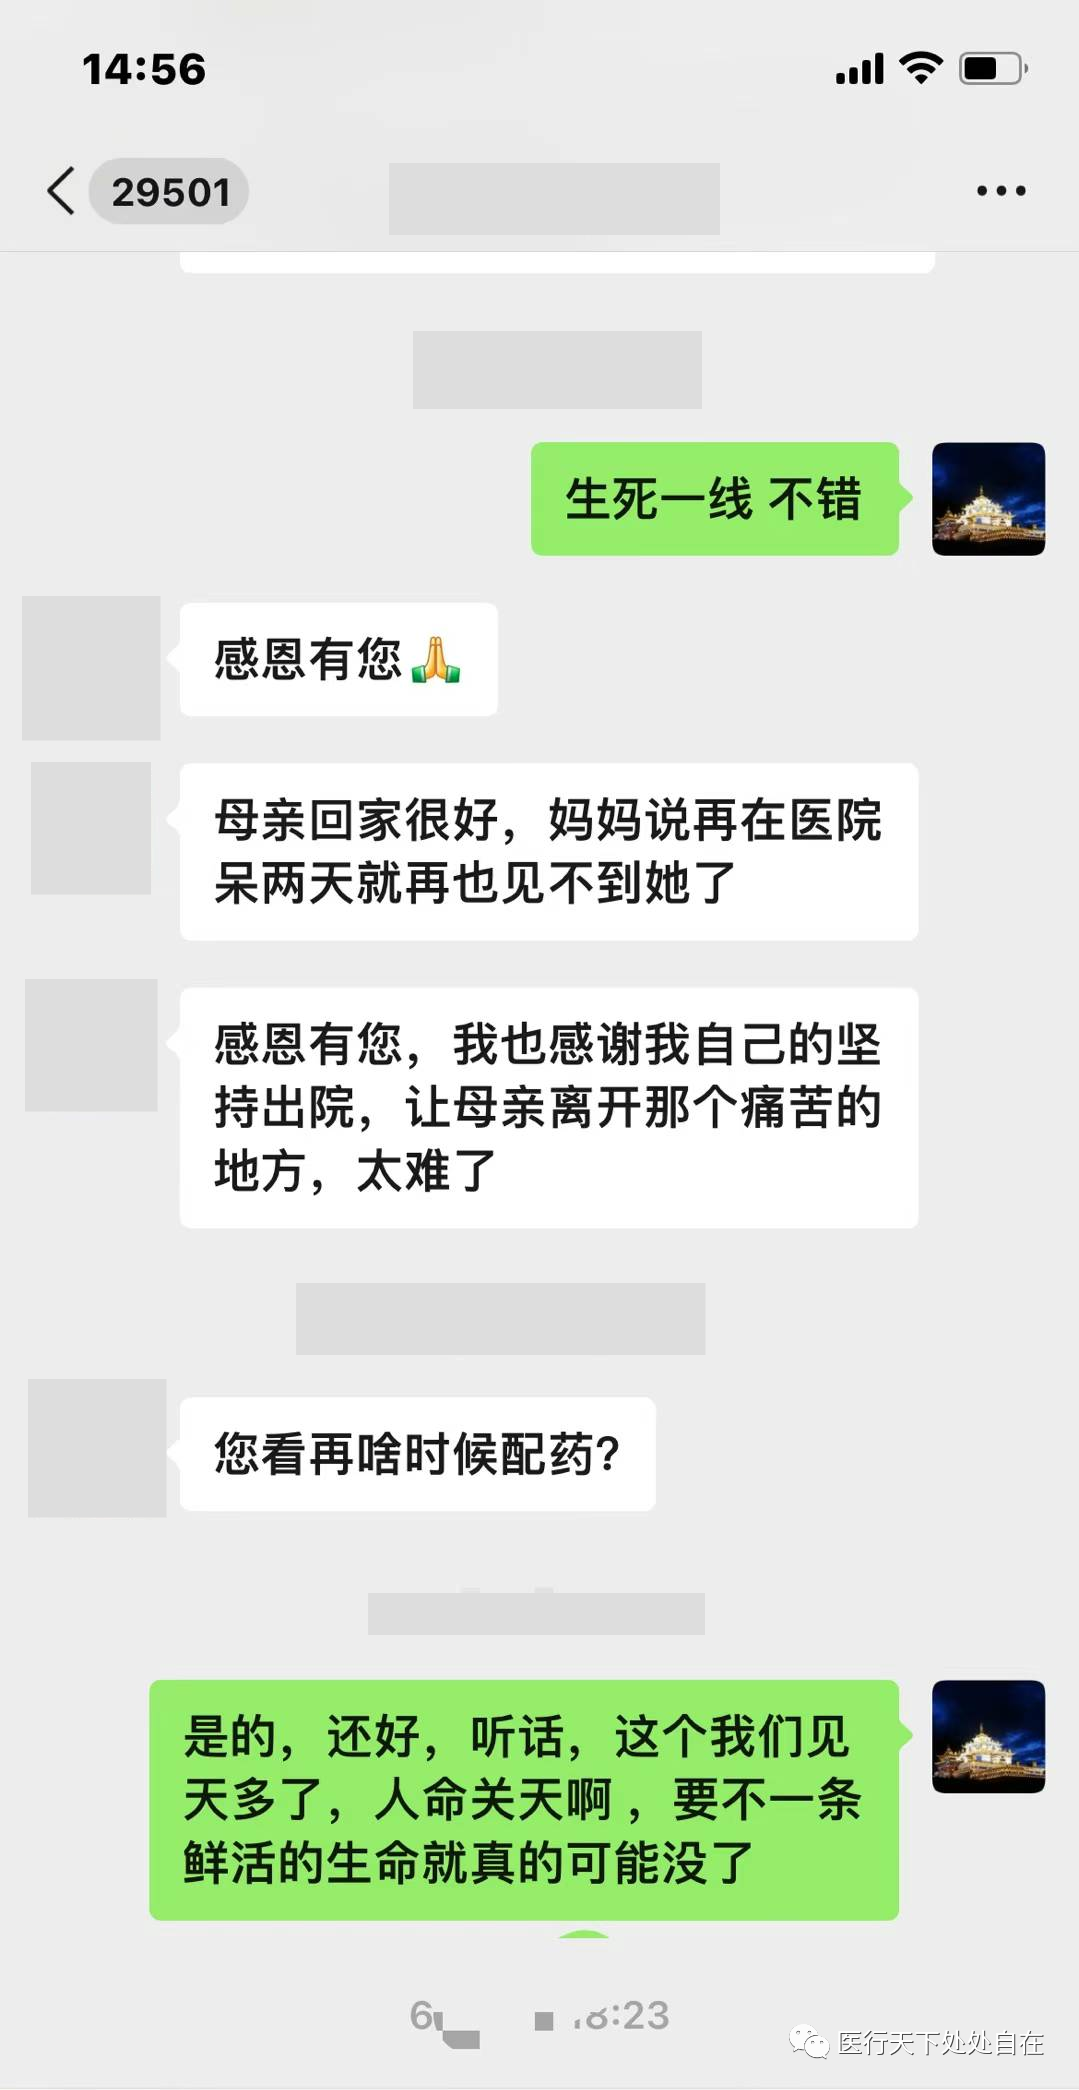 14:56
29501
生死一线 不错
感恩有您🙏
母亲回家很好，妈妈说再在医院
呆两天就再也见不到她了
感恩有您，我也感谢我自己的坚
持出院，让母亲离开那个痛苦的
地方，太难了
您看再啥时候配药?
是的，还好，听话，这个我们见
天多了，人命关天啊，要不一条
鲜活的生命就真的可能没了
医行天下处处自在